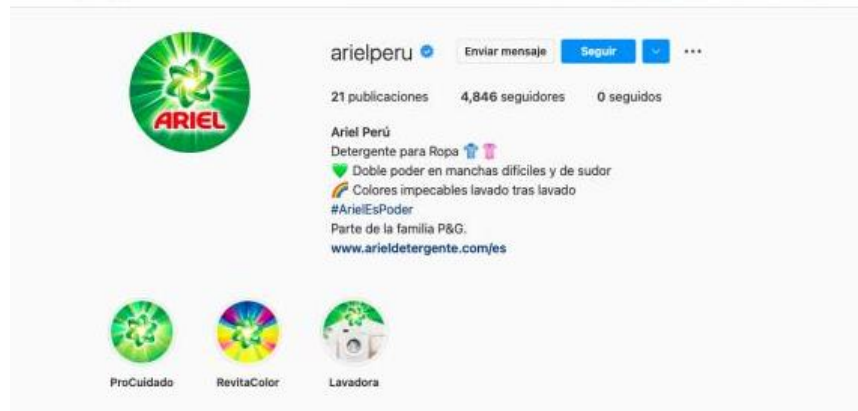 ARIEL
arielperu Enviar mensaje Seguir
21 publicaciones 4,846 seguidores 0 seguidos
Ariel Perú
Detergente para Ropa 👕 👚
💚 Doble poder en manchas difíciles y de sudor
🌈 Colores impecables lavado tras lavado
#ArielEsPoder
Parte de la familia P&G.
www.arieldetergente.com/es
ProCuidado RevitaColor Lavadora